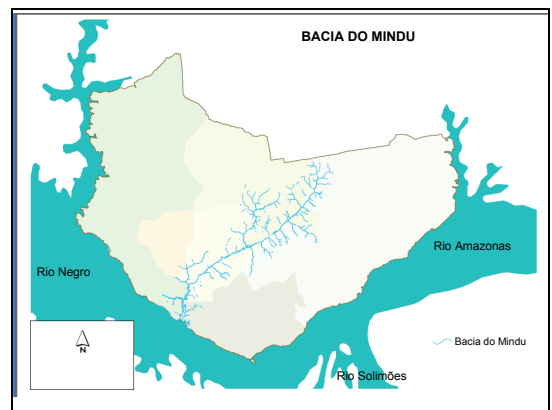 BACIA DO MINDU
Rio Amazonas
Rio Negro
Bacia do Mindu
N
Rio Solimões